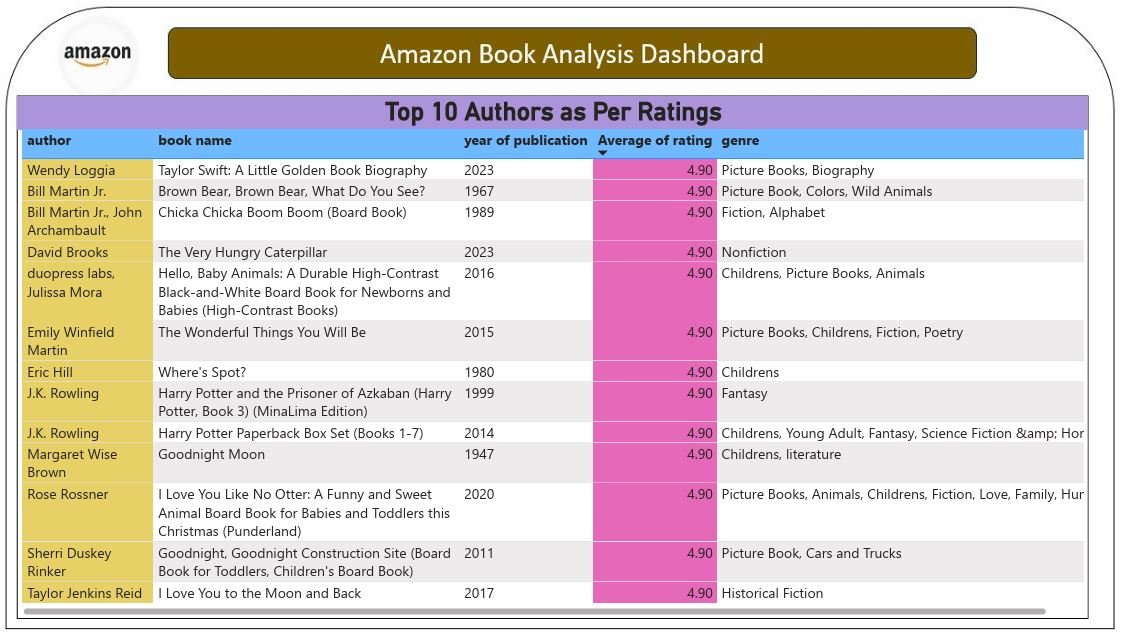 amazon
Amazon Book Analysis Dashboard
Top 10 Authors as Per Ratings
author book name year of publication Average of rating genre
Wendy Loggia Taylor Swift: A Little Golden Book Biography 2023 4.90 Picture Books, Biography
Bill Martin Jr. Brown Bear, Brown Bear, What Do You See? 1967 4.90 Picture Book, Colors, Wild Animals
Bill Martin Jr., John Chicka Chicka Boom Boom (Board Book) 1989 4.90 Fiction, Alphabet
Archambault
David Brooks The Very Hungry Caterpillar 2023 4.90 Nonfiction
duopress labs, Hello, Baby Animals: A Durable High-Contrast 2016 4.90 Childrens, Picture Books, Animals
Julissa Mora Black-and-White Board Book for Newborns and
Babies (High-Contrast Books)
Emily Winfield The Wonderful Things You Will Be 2015 4.90 Picture Books, Childrens, Fiction, Poetry
Martin
Eric Hill Where's Spot? 1980 4.90 Childrens
J.K. Rowling Harry Potter and the Prisoner of Azkaban (Harry 1999 4.90 Fantasy
Potter, Book 3) (MinaLima Edition)
J.K. Rowling Harry Potter Paperback Box Set (Books 1-7) 2014 4.90 Childrens, Young Adult, Fantasy, Science Fiction &amp; Hor
Margaret Wise Goodnight Moon 1947 4.90 Childrens, literature
Brown
Rose Rossner I Love You Like No Otter: A Funny and Sweet 2020 4.90 Picture Books, Animals, Childrens, Fiction, Love, Family, Hur
Animal Board Book for Babies and Toddlers this
Christmas (Punderland)
Sherri Duskey Goodnight, Goodnight Construction Site (Board 2011 4.90 Picture Book, Cars and Trucks
Rinker Book for Toddlers, Children's Board Book)
Taylor Jenkins Reid I Love You to the Moon and Back 2017 4.90 Historical Fiction